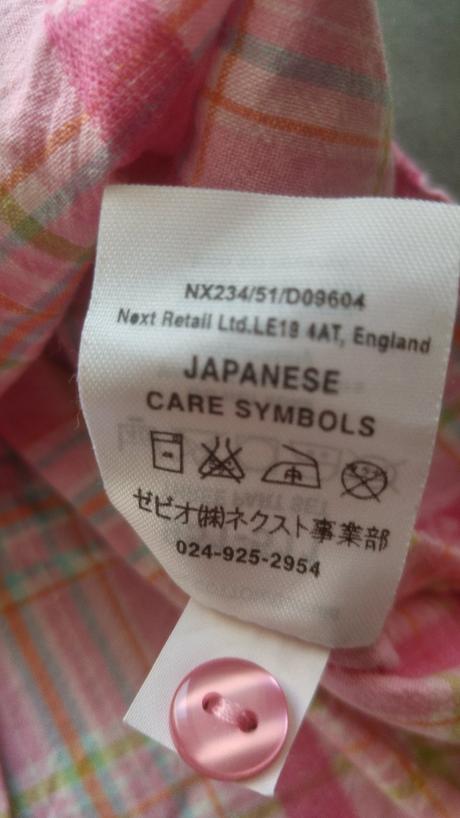 NX234/51/D09604
Next Retail Ltd.LE19 4AT, England
JAPANESE
CARE SYMBOLS
ゼビオ㈱ネクスト事業部
024-925-2954